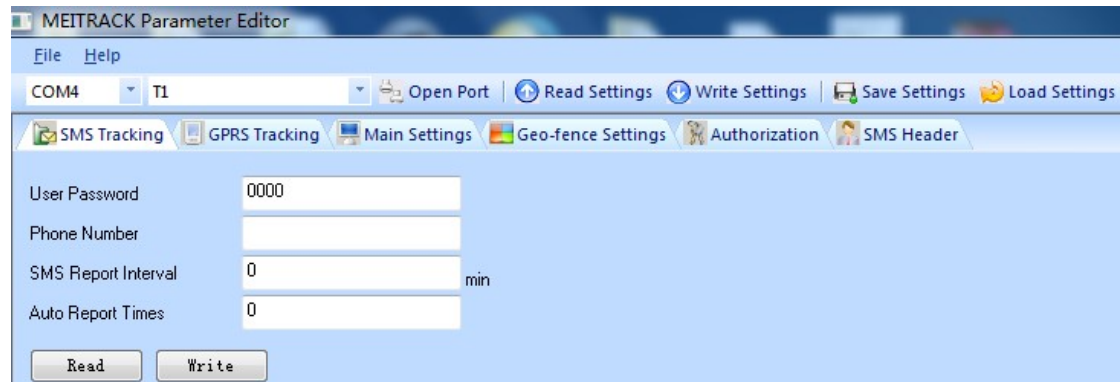 MEITRACK Parameter Editor
File Help
COM4 T1 Open Port Read Settings Write Settings Save Settings Load Settings
SMS Tracking GPRS Tracking Main Settings Geo-fence Settings Authorization SMS Header
User Password 0000
Phone Number
SMS Report Interval 0 min
Auto Report Times 0
Read Write